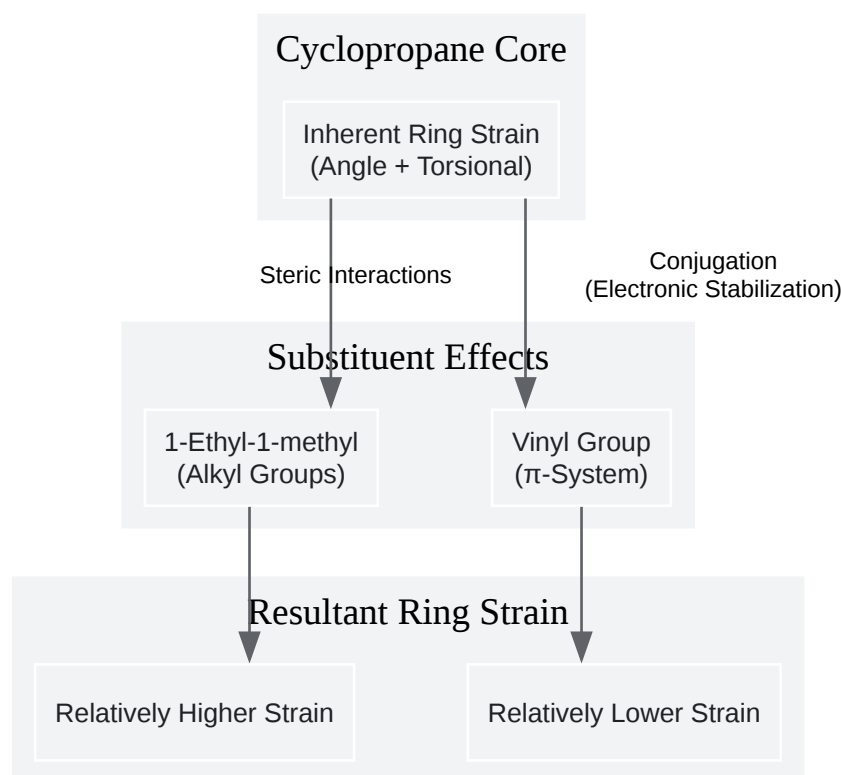 Cyclopropane Core
Inherent Ring Strain
(Angle + Torsional)
Steric Interactions
Conjugation
(Electronic Stabilization)
Substituent Effects
1-Ethyl-1-methyl
(Alkyl Groups)
Vinyl Group
(π-System)
Resultant Ring Strain
Relatively Higher Strain
Relatively Lower Strain